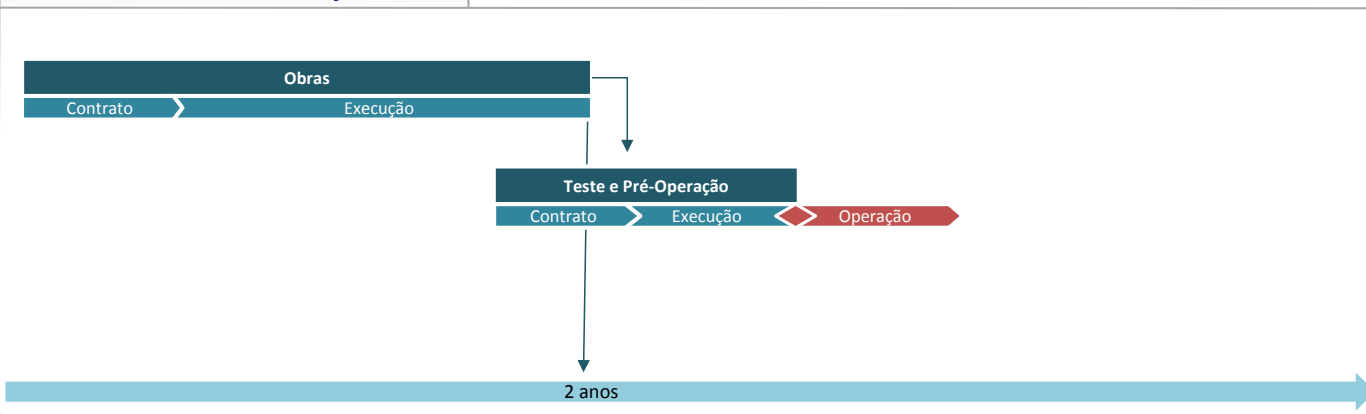 Obras
Contrato
Execução
Teste e Pré-Operação
Contrato
Execução
Operação
2 anos